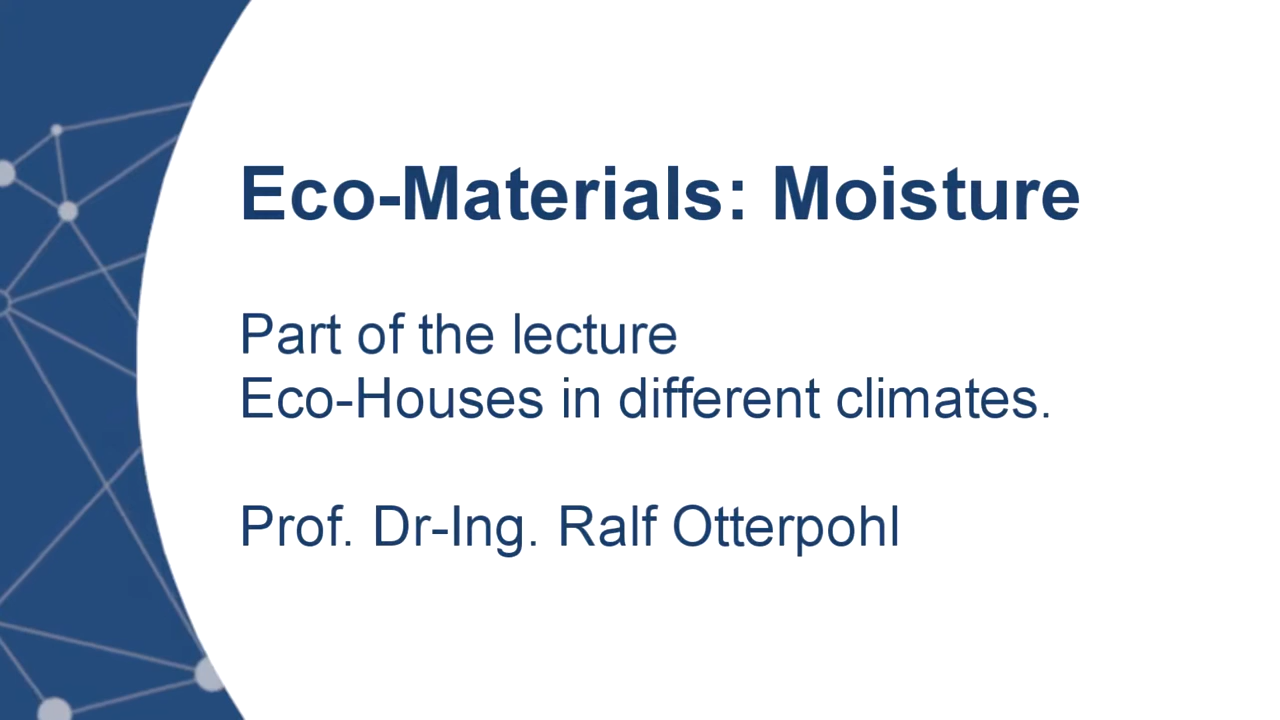 Eco-Materials: Moisture
Part of the lecture
Eco-Houses in different climates.
Prof. Dr-Ing. Ralf Otterpohl